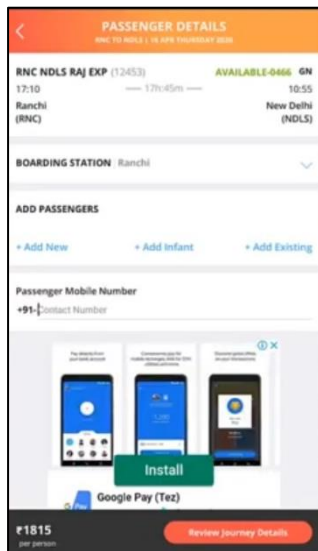 PASSENGER DETAILS
RNC TO NDLS | 16 APR THURSDAY 2020
RNC NDLS RAJ EXP (12453) AVAILABLE-0466 GN
17:10 17h:45m 10:55
Ranchi New Delhi
(RNC) (NDLS)
BOARDING STATION Ranchi
ADD PASSENGERS
+ Add New + Add Infant + Add Existing
Passenger Mobile Number
+91- Contact Number
Install
Google Pay (Tez)
₹1815 Review Journey Details
per person